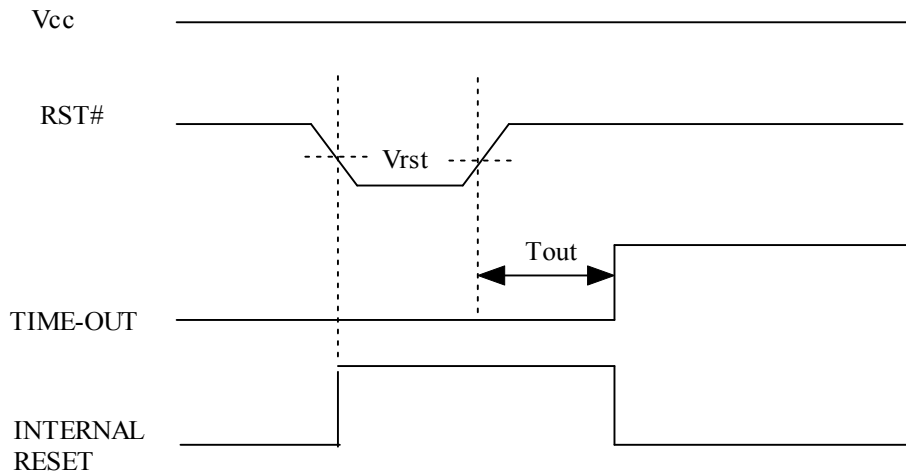 Vcc
RST#
Vrst
Tout
TIME-OUT
INTERNAL
RESET